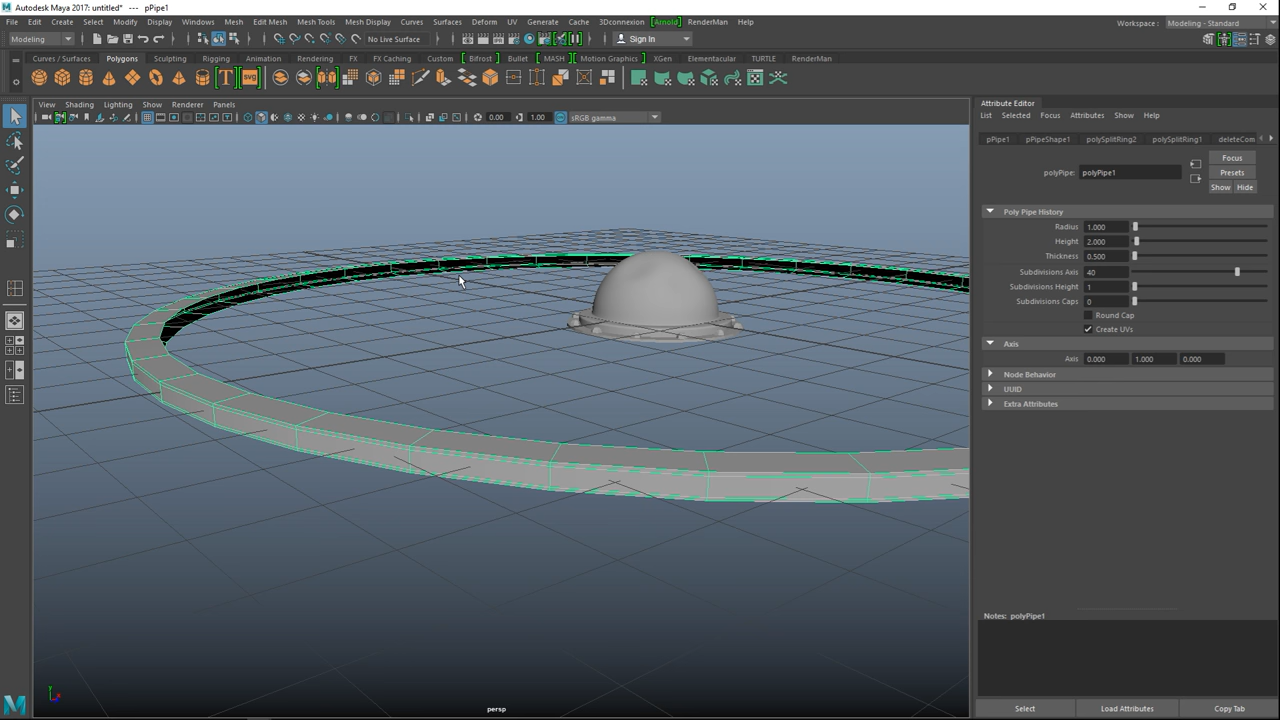 Autodesk Maya 2017: untitled* --- pPipe1
File Edit Create Select Modify Display Windows Mesh Edit Mesh Mesh Tools Mesh Display Curves Surfaces Deform UV Generate Cache 3Dconnexion [Arnold] RenderMan Help
Workspace : Modeling - Standard
Modeling
No Live Surface
Sign In
Curves / Surfaces Polygons Sculpting Rigging Animation Rendering FX FX Caching Custom [ Bifrost ] Bullet [ MASH ] [ Motion Graphics ] XGen Elementacular TURTLE RenderMan
T svg
View Shading Lighting Show Renderer Panels
0.00 1.00 sRGB gamma
persp
Attribute Editor
List Selected Focus Attributes Show Help
pPipe1 pPipeShape1 polySplitRing2 polySplitRing1 deleteCom
Focus
polyPipe: polyPipe1
Presets
Show Hide
Poly Pipe History
Radius 1.000
Height 2.000
Thickness 0.500
Subdivisions Axis 40
Subdivisions Height 1
Subdivisions Caps 0
Round Cap
Create UVs
Axis
Axis 0.000 1.000 0.000
Node Behavior
UUID
Extra Attributes
Notes: polyPipe1
Select Load Attributes Copy Tab